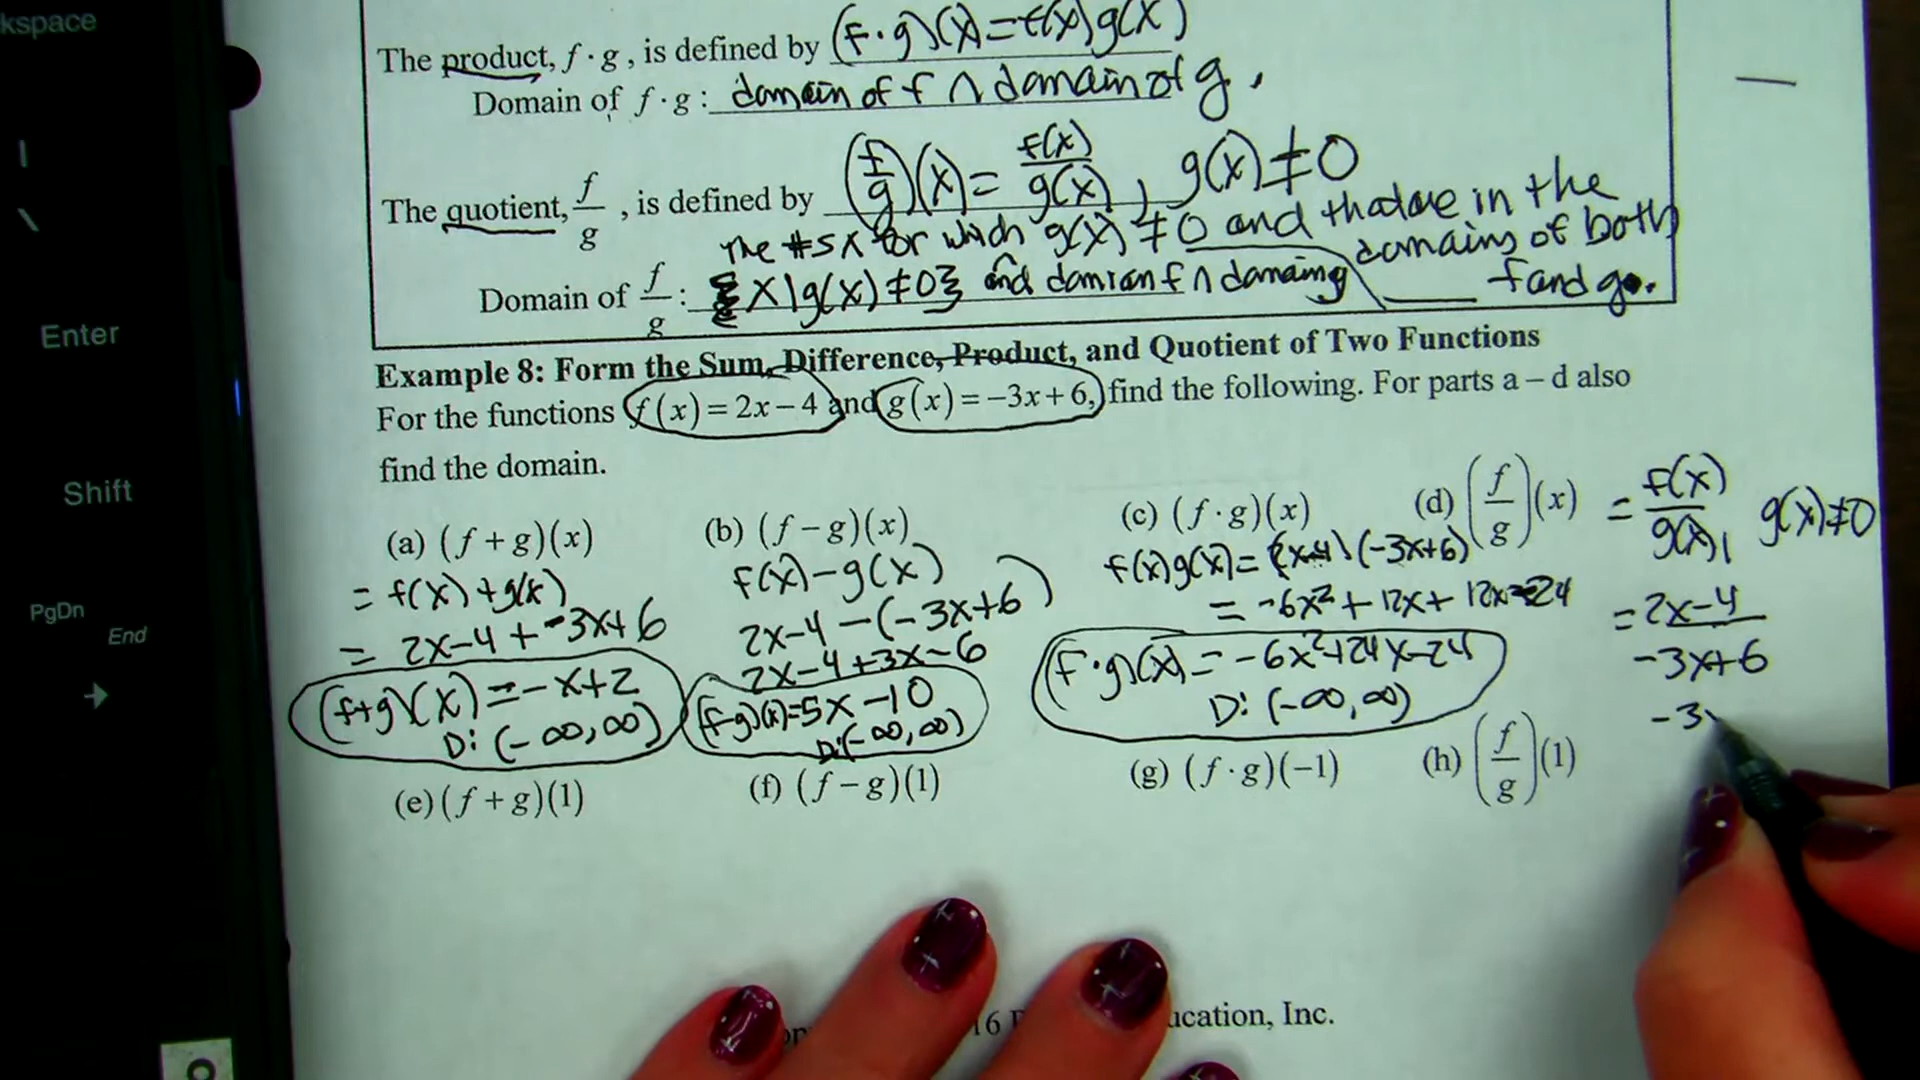 kspace
|
\
Enter
Shift
PgDn
End
→
The product, f · g, is defined by (f·g)(x)=f(x)g(x)
Domain of f · g: domain of f ∩ domain of g.
The quotient, f/g, is defined by (f/g)(x)= f(x)/g(x), g(x)≠0
The #s x for which g(x)≠0 and that are in the domains of both f and g.
Domain of f/g: {x|g(x)≠0} and domian f ∩ domaing
Example 8: Form the Sum, Difference, Product, and Quotient of Two Functions
For the functions f(x) = 2x – 4 and g(x) = –3x + 6, find the following. For parts a – d also
find the domain.
(a) (f + g)(x)
= f(x)+g(x)
= 2x-4 + -3x+6
(f+g)(x)=-x+2
D: (-∞,∞)
(b) (f – g)(x)
f(x)-g(x)
2x-4-(-3x+6)
2x-4+3x-6
(f-g)(x)=5x-10
D:(-∞,∞)
(c) (f · g)(x)
f(x)g(x)=(2x-4)(-3x+6)
= -6x²+12x+12x-24
(f·g)(x)=-6x²+24x-24
D: (-∞,∞)
(d) (f/g)(x) = f(x)/g(x), g(x)≠0
= 2x-4
-3x+6
-3x
(e) (f + g)(1)
(f) (f – g)(1)
(g) (f · g)(–1)
(h) (f/g)(1)
16
ucation, Inc.